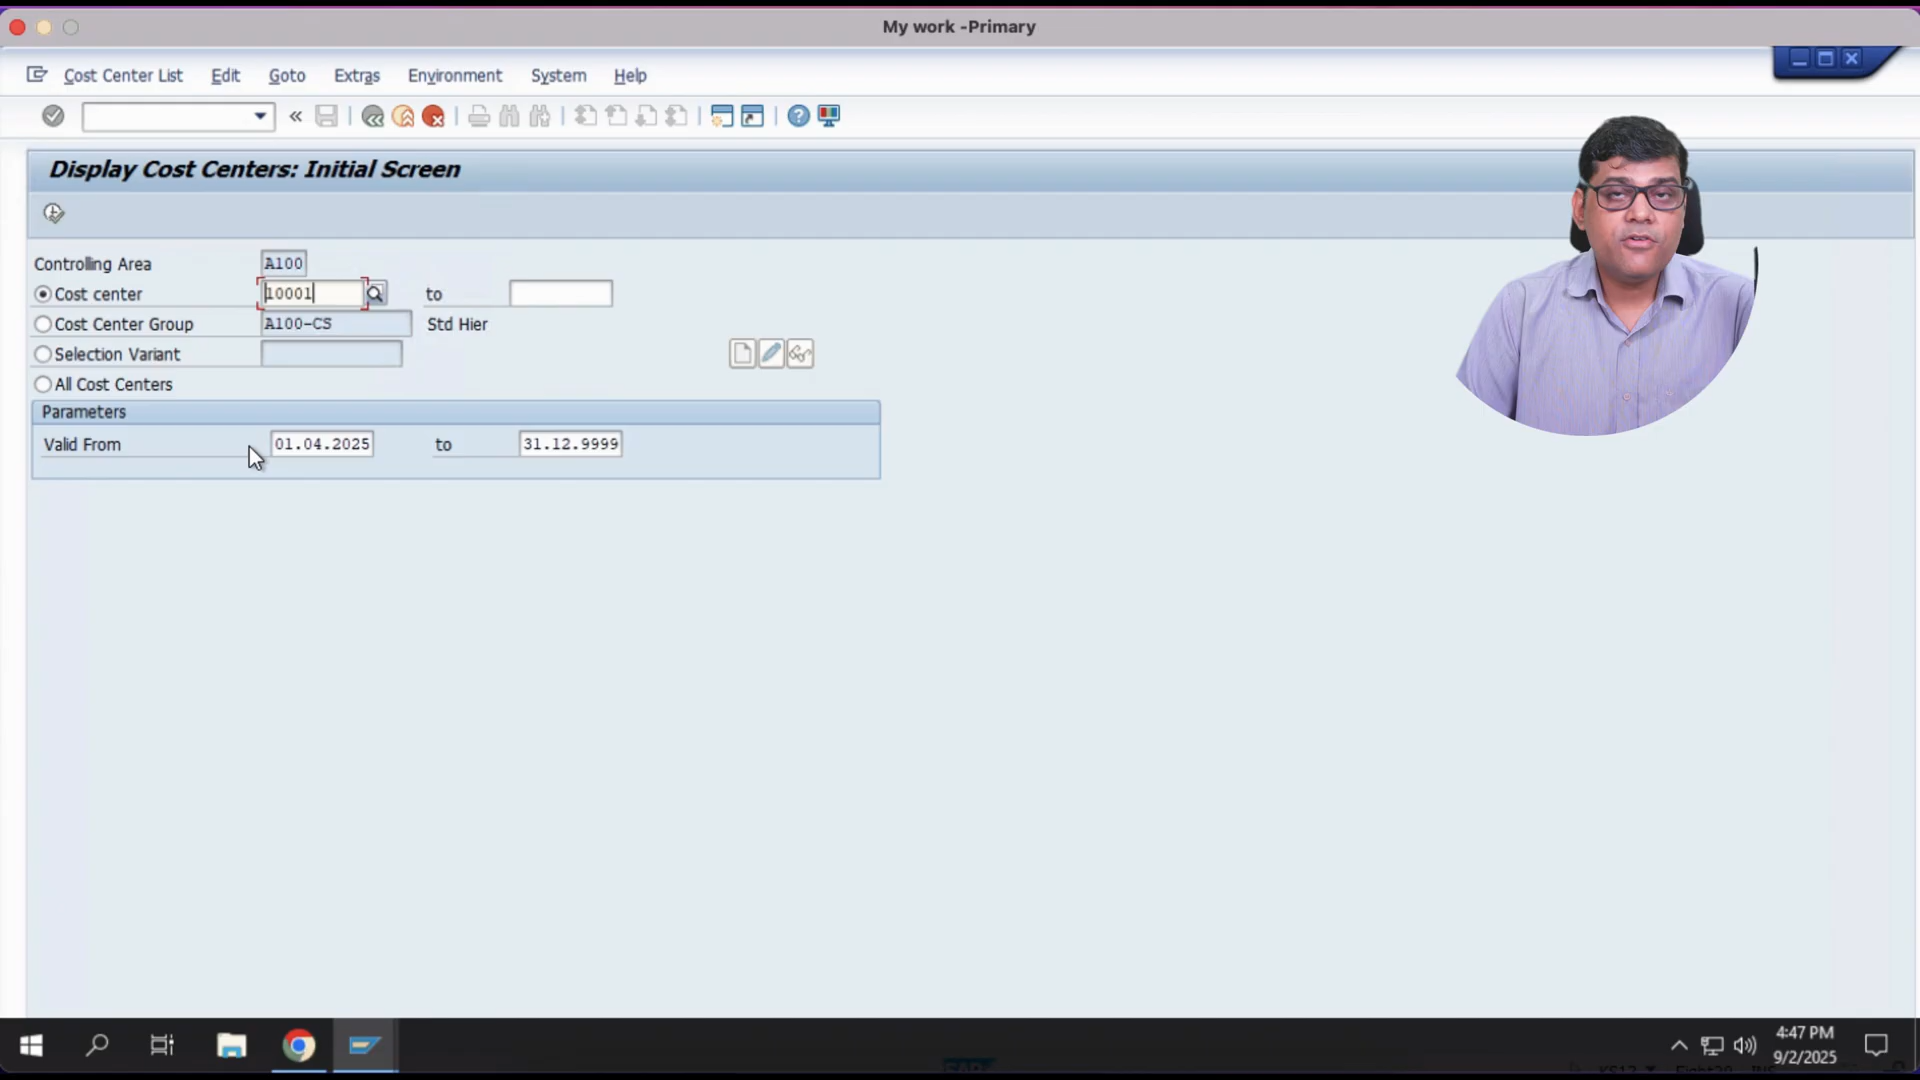 My work -Primary
Cost Center List Edit Goto Extras Environment System Help
Display Cost Centers: Initial Screen
Controlling Area A100
Cost center 10001 to
Cost Center Group A100-CS Std Hier
Selection Variant
All Cost Centers
Parameters
Valid From 01.04.2025 to 31.12.9999
4:47 PM
9/2/2025